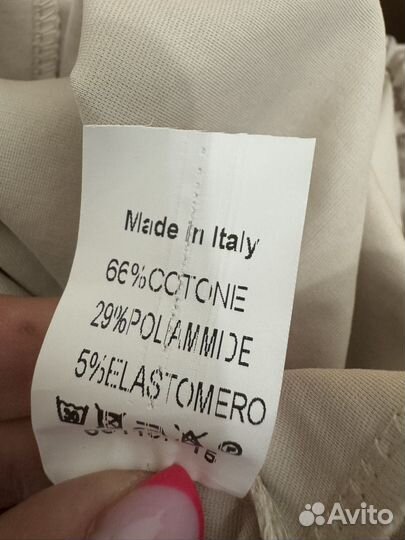 Made in Italy
66%COTONE
29%POLIAMMIDE
5%ELASTOMERO
Avito